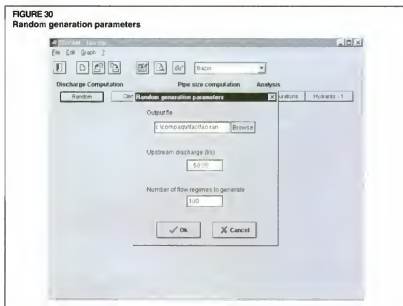 FIGURE 30
Random generation parameters
File Edit Graph ?
Bazin
Discharge Computation Pipe size computation Analysis
Random Random generation parameters Hydrants - 1
Output file
Browse
Upstream discharge (l/s)
Number of flow regimes to generate
100
Ok Cancel